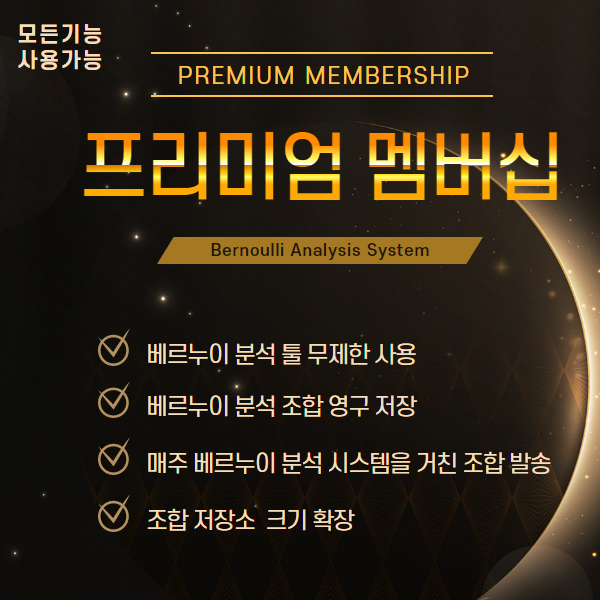 모든기능
사용가능
PREMIUM MEMBERSHIP
프리미엄 멤버십
Bernoulli Analysis System
베르누이 분석 툴 무제한 사용
베르누이 분석 조합 영구 저장
매주 베르누이 분석 시스템을 거친 조합 발송
조합 저장소 크기 확장